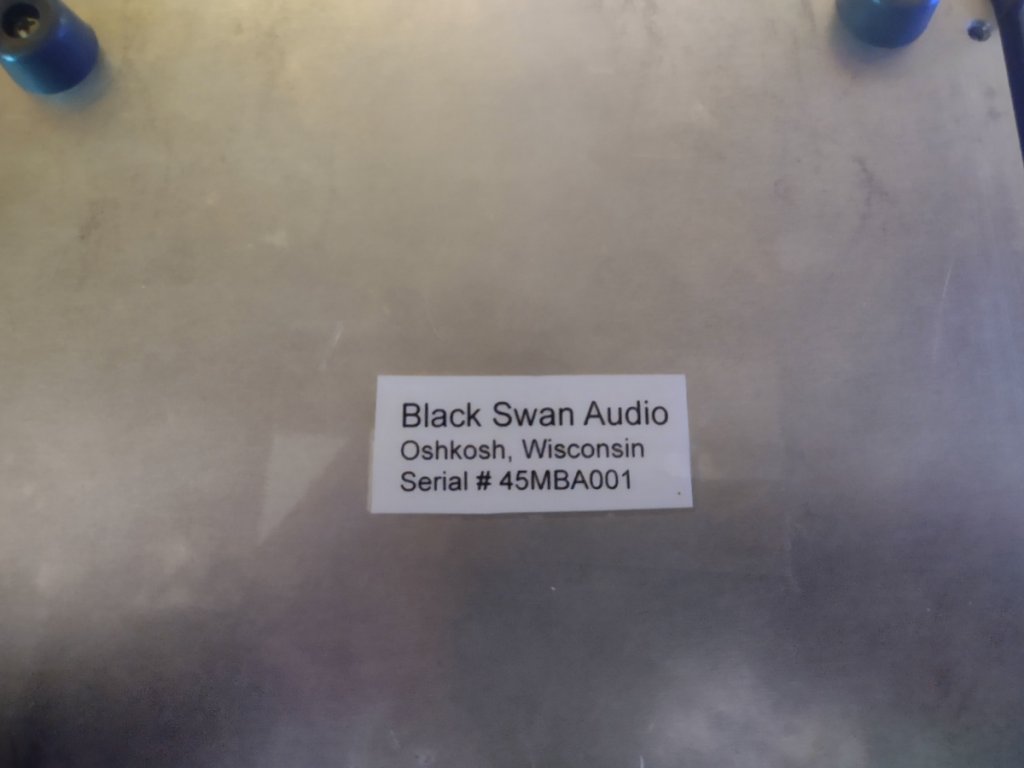 Black Swan Audio
Oshkosh, Wisconsin
Serial # 45MBA001